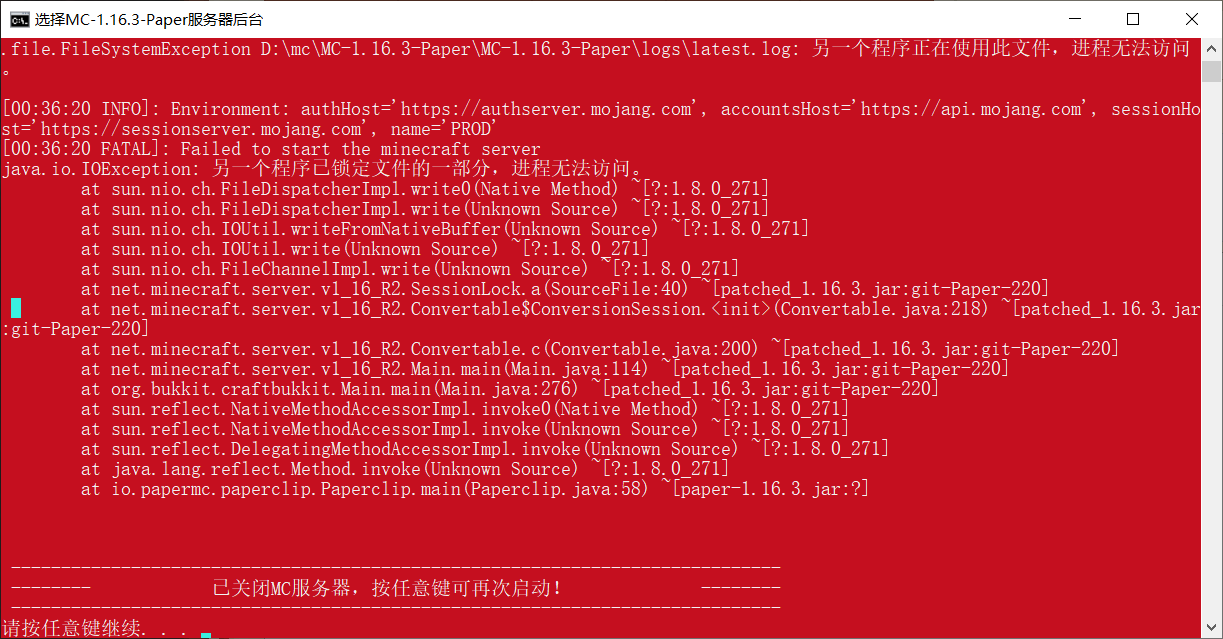 选择MC-1.16.3-Paper服务器后台
.file.FileSystemException D:\mc\MC-1.16.3-Paper\MC-1.16.3-Paper\logs\latest.log: 另一个程序正在使用此文件，进程无法访问
。
[00:36:20 INFO]: Environment: authHost='https://authserver.mojang.com', accountsHost='https://api.mojang.com', sessionHo
st='https://sessionserver.mojang.com', name='PROD'
[00:36:20 FATAL]: Failed to start the minecraft server
java.io.IOException: 另一个程序已锁定文件的一部分，进程无法访问。
at sun.nio.ch.FileDispatcherImpl.write0(Native Method) ~[?:1.8.0_271]
at sun.nio.ch.FileDispatcherImpl.write(Unknown Source) ~[?:1.8.0_271]
at sun.nio.ch.IOUtil.writeFromNativeBuffer(Unknown Source) ~[?:1.8.0_271]
at sun.nio.ch.IOUtil.write(Unknown Source) ~[?:1.8.0_271]
at sun.nio.ch.FileChannelImpl.write(Unknown Source) ~[?:1.8.0_271]
at net.minecraft.server.v1_16_R2.SessionLock.a(SourceFile:40) ~[patched_1.16.3.jar:git-Paper-220]
at net.minecraft.server.v1_16_R2.Convertable$ConversionSession.<init>(Convertable.java:218) ~[patched_1.16.3.jar
:git-Paper-220]
at net.minecraft.server.v1_16_R2.Convertable.c(Convertable.java:200) ~[patched_1.16.3.jar:git-Paper-220]
at net.minecraft.server.v1_16_R2.Main.main(Main.java:114) ~[patched_1.16.3.jar:git-Paper-220]
at org.bukkit.craftbukkit.Main.main(Main.java:276) ~[patched_1.16.3.jar:git-Paper-220]
at sun.reflect.NativeMethodAccessorImpl.invoke0(Native Method) ~[?:1.8.0_271]
at sun.reflect.NativeMethodAccessorImpl.invoke(Unknown Source) ~[?:1.8.0_271]
at sun.reflect.DelegatingMethodAccessorImpl.invoke(Unknown Source) ~[?:1.8.0_271]
at java.lang.reflect.Method.invoke(Unknown Source) ~[?:1.8.0_271]
at io.papermc.paperclip.Paperclip.main(Paperclip.java:58) ~[paper-1.16.3.jar:?]
-----------------------------------------------------------------------------
-------- 已关闭MC服务器，按任意键可再次启动！ --------
-----------------------------------------------------------------------------
请按任意键继续. . .